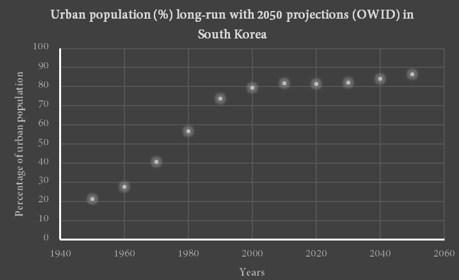 Urban population (%) long-run with 2050 projections (OWID) in
South Korea
100
90
80
70
60
50
40
30
20
10
0
Percentage of urban population
1940 1960 1980 2000 2020 2040 2060
Years